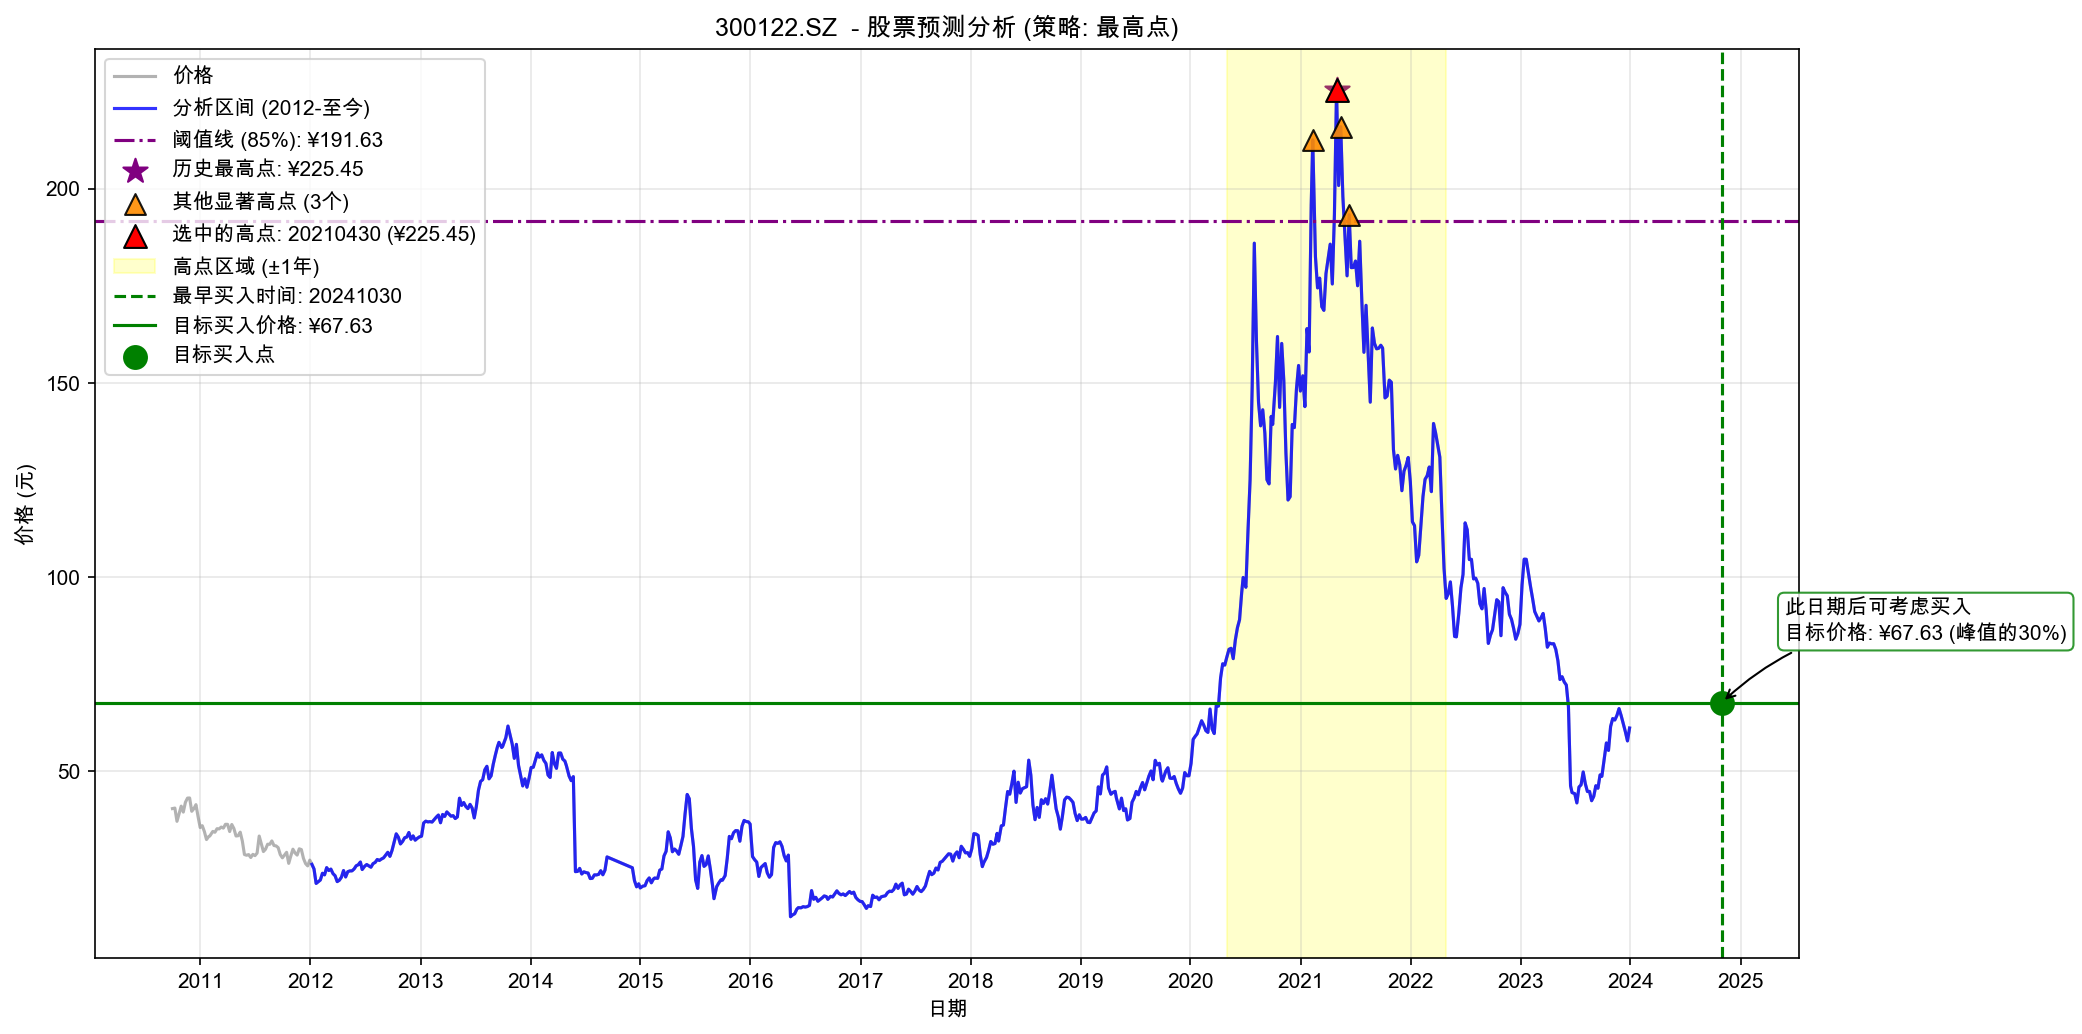 300122.SZ - 股票预测分析 (策略: 最高点)
价格
分析区间 (2012-至今)
阈值线 (85%): ¥191.63
历史最高点: ¥225.45
其他显著高点 (3个)
选中的高点: 20210430 (¥225.45)
高点区域 (±1年)
最早买入时间: 20241030
目标买入价格: ¥67.63
目标买入点
200
150
100
50
价格 (元)
此日期后可考虑买入
目标价格: ¥67.63 (峰值的30%)
2011 2012 2013 2014 2015 2016 2017 2018 2019 2020 2021 2022 2023 2024 2025
日期